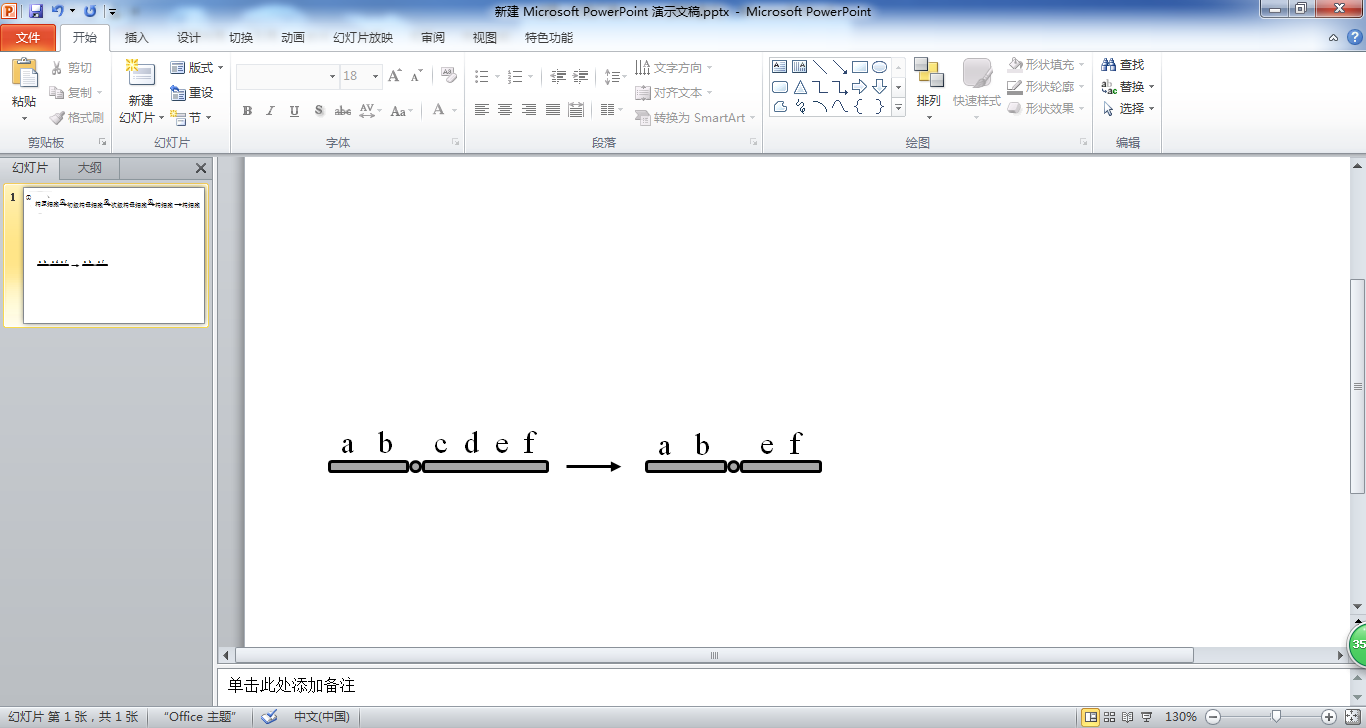 新建 Microsoft PowerPoint 演示文稿.pptx - Microsoft PowerPoint
文件 开始 插入 设计 切换 动画 幻灯片放映 审阅 视图 特色功能
粘贴 剪切 复制 格式刷
剪贴板
新建 幻灯片 版式 重设 节
幻灯片
18
B I U S abc AV Aa A
字体
文字方向
对齐文本
转换为 SmartArt
段落
排列 快速样式 形状填充 形状轮廓 形状效果
绘图
查找
替换
选择
编辑
幻灯片 大纲
1
a b c d e f a b e f
35
单击此处添加备注
幻灯片 第 1 张，共 1 张 "Office 主题" 中文(中国) 130%